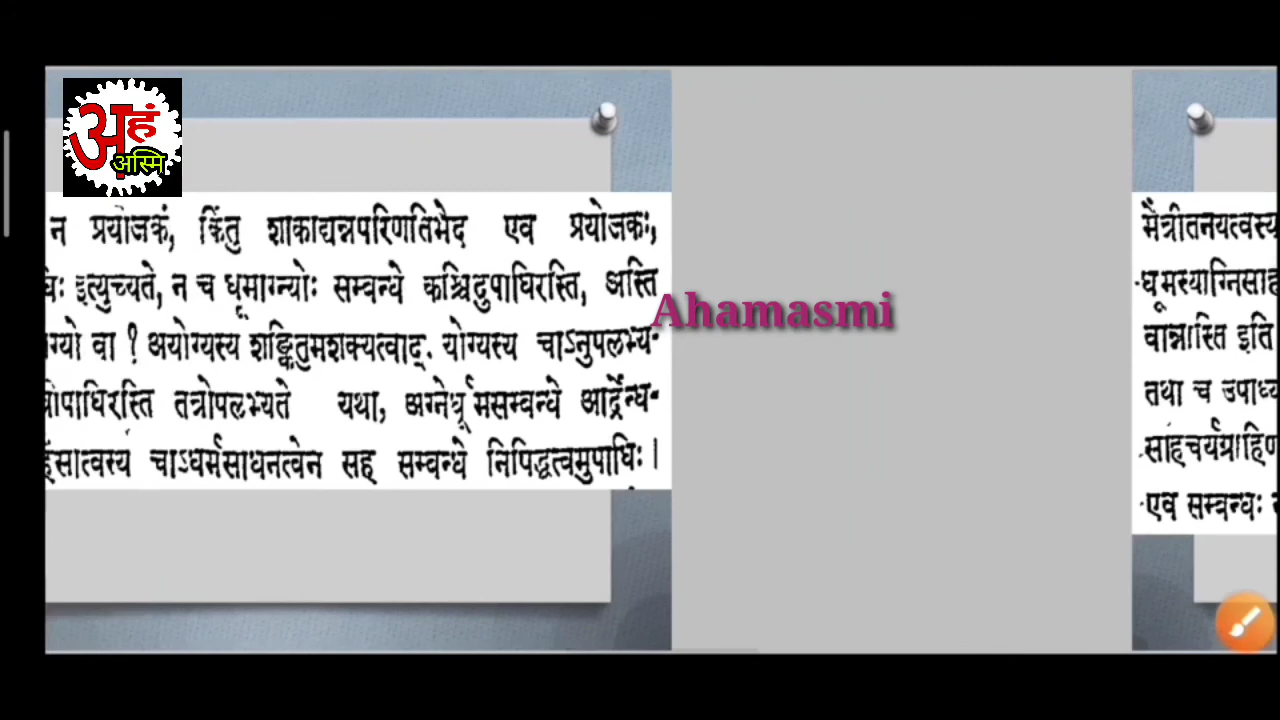 अहं
अस्मि
न प्रयोजकं, किंतु शाकाद्यन्नपरिणतिभेद एव प्रयोजकः,
इत्युच्यते, न च धूमाग्न्योः सम्बन्धे कश्चिदुपाधिरस्ति, अस्ति
ग्यो वा ? अयोग्यस्य शङ्कितुमशक्यत्वाद्. योग्यस्य चाऽनुपलभ्य-
पाधिरस्ति तत्रोपलभ्यते यथा, अग्नेर्धूमसम्बन्धे आर्द्रेन्ध-
सात्वस्य चाऽधर्मसाधनत्वेन सह सम्बन्धे निषिद्धत्वमुपाधिः ।
Ahamasmi
मैत्रीतनयत्वस्य
धूमस्याग्निसाह
वान्नास्ति इति
तथा च उपाध्य
साहचर्यग्राहिण
एव सम्बन्धः